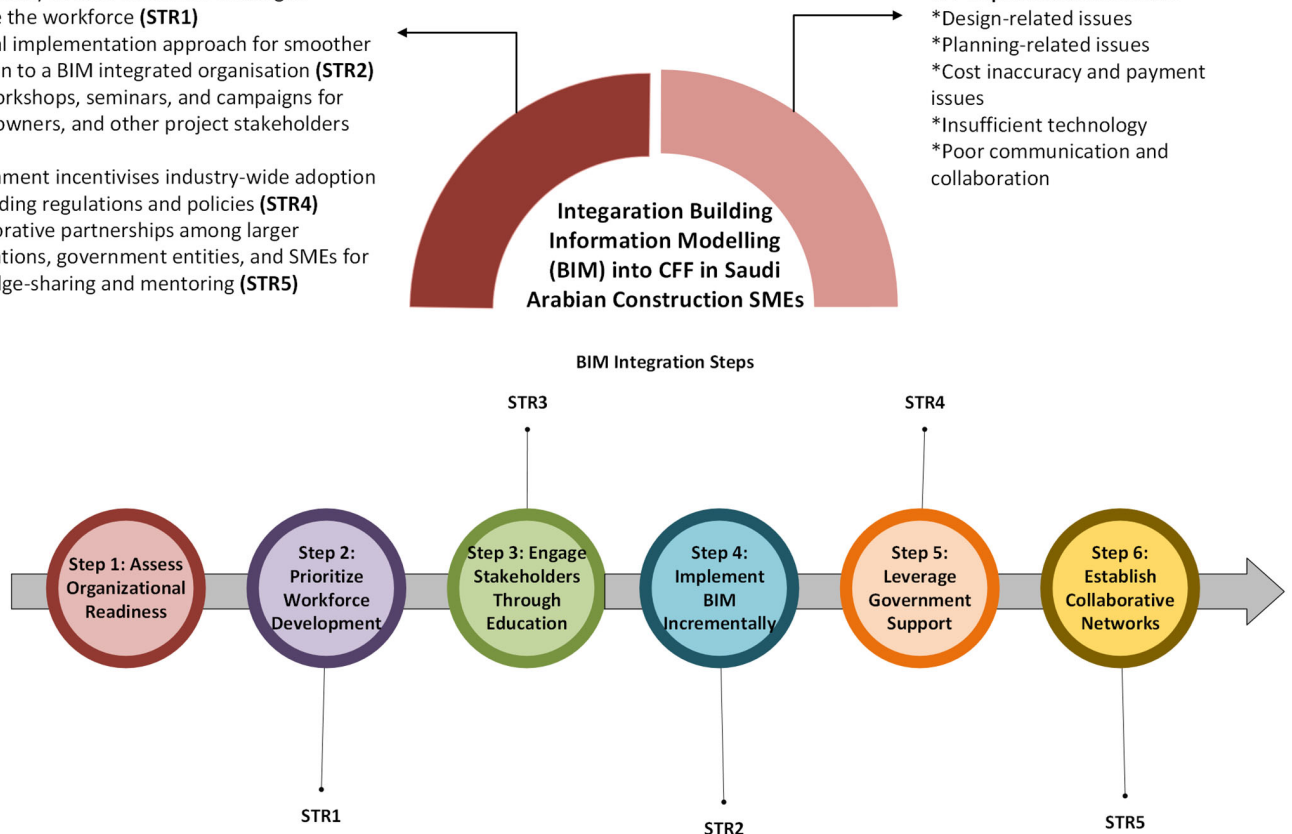 e the workforce (STR1)
al implementation approach for smoother
n to a BIM integrated organisation (STR2)
orkshops, seminars, and campaigns for
owners, and other project stakeholders
nment incentivises industry-wide adoption
ding regulations and policies (STR4)
orative partnerships among larger
ations, government entities, and SMEs for
dge-sharing and mentoring (STR5)
*Design-related issues
*Planning-related issues
*Cost inaccuracy and payment
issues
*Insufficient technology
*Poor communication and
collaboration
Integaration Building
Information Modelling
(BIM) into CFF in Saudi
Arabian Construction SMEs
BIM Integration Steps
STR3
STR4
Step 1: Assess
Organizational
Readiness
Step 2:
Prioritize
Workforce
Development
Step 3: Engage
Stakeholders
Through
Education
Step 4:
Implement
BIM
Incrementally
Step 5:
Leverage
Government
Support
Step 6:
Establish
Collaborative
Networks
STR1
STR2
STR5